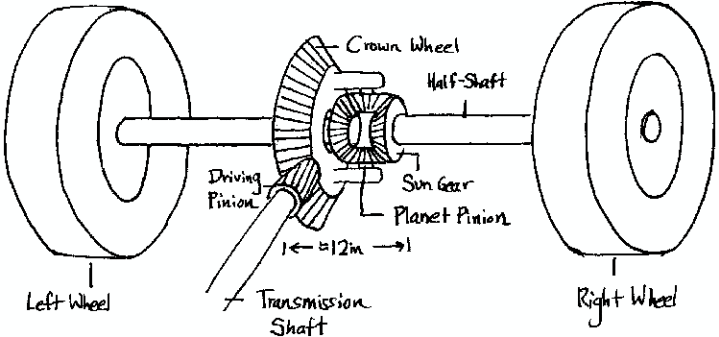 Crown Wheel
Half-Shaft
Driving
Pinion
Sun Gear
Planet Pinion
≈12in
Left Wheel
Transmission
Shaft
Right Wheel